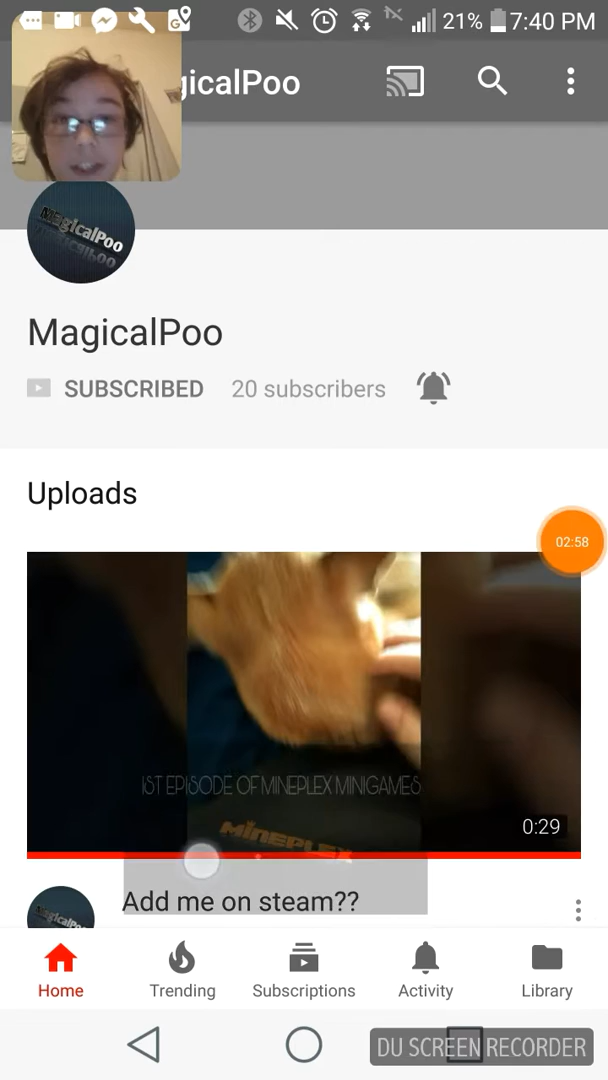 21% 7:40 PM
gicalPoo
MagicalPoo
MagicalPoo
SUBSCRIBED 20 subscribers
Uploads
02:58
1ST EPISODE OF MINEPLEX MINIGAMES
MINEPLEX
0:29
Add me on steam??
Home Trending Subscriptions Activity Library
DU SCREEN RECORDER